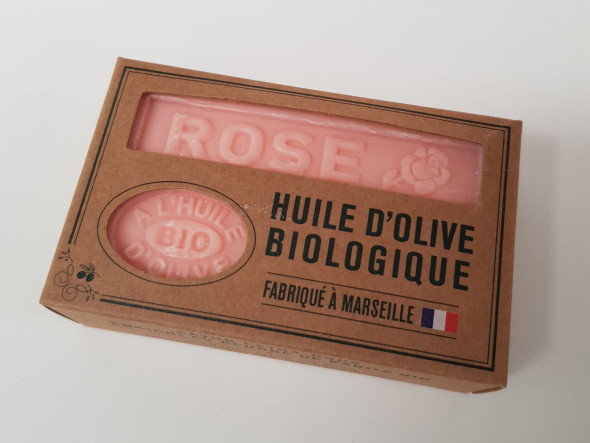 ROSE
A L'HUILE
BIO
D'OLIVE
HUILE D'OLIVE
BIOLOGIQUE
FABRIQUÉ À MARSEILLE